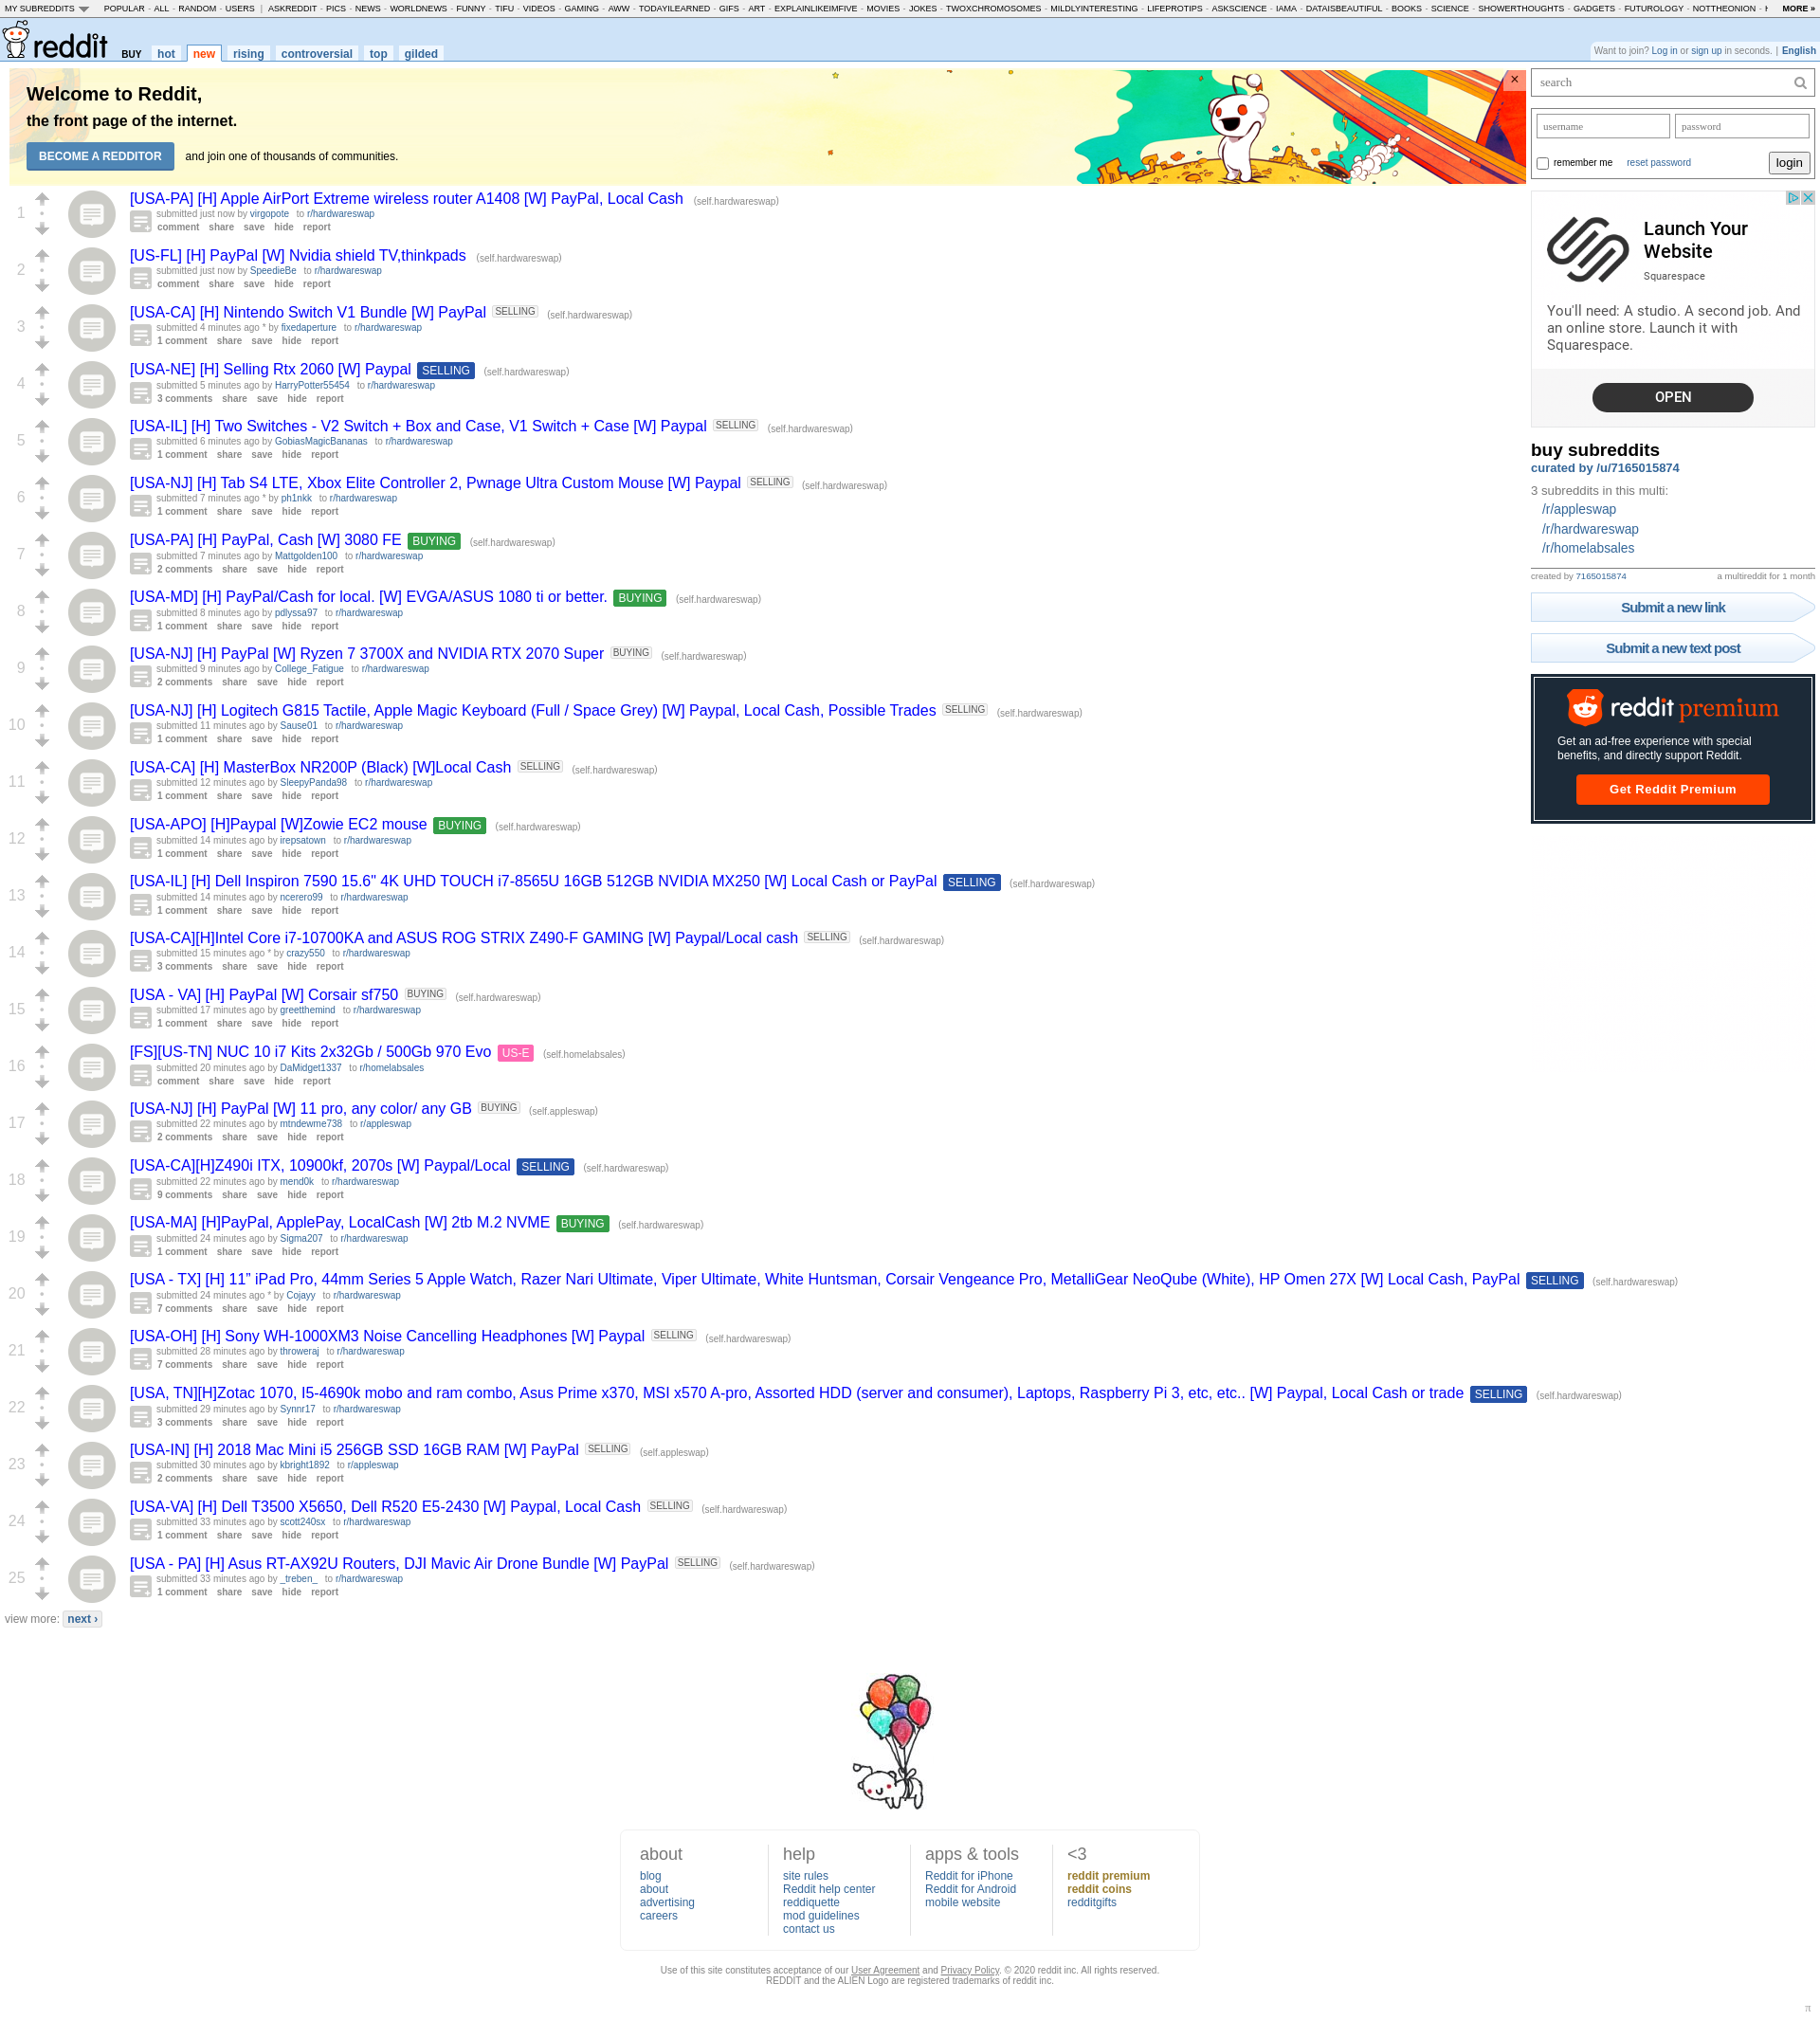 MY SUBREDDITS POPULAR - ALL - RANDOM - USERS | ASKREDDIT - PICS - NEWS - WORLDNEWS - FUNNY - TIFU - VIDEOS - GAMING - AWW - TODAYILEARNED - GIFS - ART - EXPLAINLIKEIMFIVE - MOVIES - JOKES - TWOXCHROMOSOMES - MILDLYINTERESTING - LIFEPROTIPS - ASKSCIENCE - IAMA - DATAISBEAUTIFUL - BOOKS - SCIENCE - SHOWERTHOUGHTS - GADGETS - FUTUROLOGY - NOTTHEONION - MORE »
reddit BUY hot new rising controversial top gilded
Want to join? Log in or sign up in seconds. | English
Welcome to Reddit,
the front page of the internet.
BECOME A REDDITOR and join one of thousands of communities.
×
1
[USA-PA] [H] Apple AirPort Extreme wireless router A1408 [W] PayPal, Local Cash (self.hardwareswap)
submitted just now by virgopote to r/hardwareswap
comment share save hide report
2
[US-FL] [H] PayPal [W] Nvidia shield TV,thinkpads (self.hardwareswap)
submitted just now by SpeedieBe to r/hardwareswap
comment share save hide report
3
[USA-CA] [H] Nintendo Switch V1 Bundle [W] PayPal SELLING (self.hardwareswap)
submitted 4 minutes ago * by fixedaperture to r/hardwareswap
1 comment share save hide report
4
[USA-NE] [H] Selling Rtx 2060 [W] Paypal SELLING (self.hardwareswap)
submitted 5 minutes ago by HarryPotter55454 to r/hardwareswap
3 comments share save hide report
5
[USA-IL] [H] Two Switches - V2 Switch + Box and Case, V1 Switch + Case [W] Paypal SELLING (self.hardwareswap)
submitted 6 minutes ago by GobiasMagicBananas to r/hardwareswap
1 comment share save hide report
6
[USA-NJ] [H] Tab S4 LTE, Xbox Elite Controller 2, Pwnage Ultra Custom Mouse [W] Paypal SELLING (self.hardwareswap)
submitted 7 minutes ago * by ph1nkk to r/hardwareswap
1 comment share save hide report
7
[USA-PA] [H] PayPal, Cash [W] 3080 FE BUYING (self.hardwareswap)
submitted 7 minutes ago by Mattgolden100 to r/hardwareswap
2 comments share save hide report
8
[USA-MD] [H] PayPal/Cash for local. [W] EVGA/ASUS 1080 ti or better. BUYING (self.hardwareswap)
submitted 8 minutes ago by pdlyssa97 to r/hardwareswap
1 comment share save hide report
9
[USA-NJ] [H] PayPal [W] Ryzen 7 3700X and NVIDIA RTX 2070 Super BUYING (self.hardwareswap)
submitted 9 minutes ago by College_Fatigue to r/hardwareswap
2 comments share save hide report
10
[USA-NJ] [H] Logitech G815 Tactile, Apple Magic Keyboard (Full / Space Grey) [W] Paypal, Local Cash, Possible Trades SELLING (self.hardwareswap)
submitted 11 minutes ago by Sause01 to r/hardwareswap
1 comment share save hide report
11
[USA-CA] [H] MasterBox NR200P (Black) [W]Local Cash SELLING (self.hardwareswap)
submitted 12 minutes ago by SleepyPanda98 to r/hardwareswap
1 comment share save hide report
12
[USA-APO] [H]Paypal [W]Zowie EC2 mouse BUYING (self.hardwareswap)
submitted 14 minutes ago by irepsatown to r/hardwareswap
1 comment share save hide report
13
[USA-IL] [H] Dell Inspiron 7590 15.6" 4K UHD TOUCH i7-8565U 16GB 512GB NVIDIA MX250 [W] Local Cash or PayPal SELLING (self.hardwareswap)
submitted 14 minutes ago by ncerero99 to r/hardwareswap
1 comment share save hide report
14
[USA-CA][H]Intel Core i7-10700KA and ASUS ROG STRIX Z490-F GAMING [W] Paypal/Local cash SELLING (self.hardwareswap)
submitted 15 minutes ago * by crazy550 to r/hardwareswap
3 comments share save hide report
15
[USA - VA] [H] PayPal [W] Corsair sf750 BUYING (self.hardwareswap)
submitted 17 minutes ago by greetthemind to r/hardwareswap
1 comment share save hide report
16
[FS][US-TN] NUC 10 i7 Kits 2x32Gb / 500Gb 970 Evo US-E (self.homelabsales)
submitted 20 minutes ago by DaMidget1337 to r/homelabsales
comment share save hide report
17
[USA-NJ] [H] PayPal [W] 11 pro, any color/ any GB BUYING (self.appleswap)
submitted 22 minutes ago by mtndewme738 to r/appleswap
2 comments share save hide report
18
[USA-CA][H]Z490i ITX, 10900kf, 2070s [W] Paypal/Local SELLING (self.hardwareswap)
submitted 22 minutes ago by mend0k to r/hardwareswap
9 comments share save hide report
19
[USA-MA] [H]PayPal, ApplePay, LocalCash [W] 2tb M.2 NVME BUYING (self.hardwareswap)
submitted 24 minutes ago by Sigma207 to r/hardwareswap
1 comment share save hide report
20
[USA - TX] [H] 11” iPad Pro, 44mm Series 5 Apple Watch, Razer Nari Ultimate, Viper Ultimate, White Huntsman, Corsair Vengeance Pro, MetalliGear NeoQube (White), HP Omen 27X [W] Local Cash, PayPal SELLING (self.hardwareswap)
submitted 24 minutes ago * by Cojayy to r/hardwareswap
7 comments share save hide report
21
[USA-OH] [H] Sony WH-1000XM3 Noise Cancelling Headphones [W] Paypal SELLING (self.hardwareswap)
submitted 28 minutes ago by throweraj to r/hardwareswap
7 comments share save hide report
22
[USA, TN][H]Zotac 1070, I5-4690k mobo and ram combo, Asus Prime x370, MSI x570 A-pro, Assorted HDD (server and consumer), Laptops, Raspberry Pi 3, etc, etc.. [W] Paypal, Local Cash or trade SELLING (self.hardwareswap)
submitted 29 minutes ago by Synnr17 to r/hardwareswap
3 comments share save hide report
23
[USA-IN] [H] 2018 Mac Mini i5 256GB SSD 16GB RAM [W] PayPal SELLING (self.appleswap)
submitted 30 minutes ago by kbright1892 to r/appleswap
2 comments share save hide report
24
[USA-VA] [H] Dell T3500 X5650, Dell R520 E5-2430 [W] Paypal, Local Cash SELLING (self.hardwareswap)
submitted 33 minutes ago by scott240sx to r/hardwareswap
1 comment share save hide report
25
[USA - PA] [H] Asus RT-AX92U Routers, DJI Mavic Air Drone Bundle [W] PayPal SELLING (self.hardwareswap)
submitted 33 minutes ago by _treben_ to r/hardwareswap
1 comment share save hide report
view more: next ›
search
username password
remember me reset password login
Launch Your
Website
Squarespace
You'll need: A studio. A second job. And
an online store. Launch it with
Squarespace.
OPEN
buy subreddits
curated by /u/7165015874
3 subreddits in this multi:
/r/appleswap
/r/hardwareswap
/r/homelabsales
created by 7165015874 a multireddit for 1 month
Submit a new link
Submit a new text post
reddit premium
Get an ad-free experience with special
benefits, and directly support Reddit.
Get Reddit Premium
about
blog
about
advertising
careers
help
site rules
Reddit help center
reddiquette
mod guidelines
contact us
apps & tools
Reddit for iPhone
Reddit for Android
mobile website
<3
reddit premium
reddit coins
redditgifts
Use of this site constitutes acceptance of our User Agreement and Privacy Policy. © 2020 reddit inc. All rights reserved.
REDDIT and the ALIEN Logo are registered trademarks of reddit inc.
π